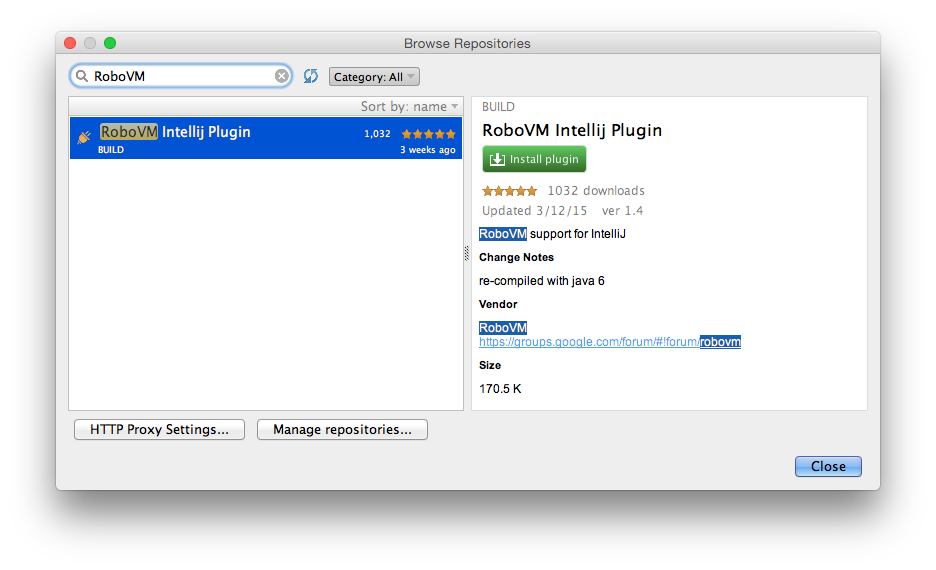 Browse Repositories
RoboVM
Category: All
Sort by: name
RoboVM Intellij Plugin
1,032
BUILD
3 weeks ago
BUILD
RoboVM Intellij Plugin
Install plugin
1032 downloads
Updated 3/12/15 ver 1.4
RoboVM support for IntelliJ
Change Notes
re-compiled with java 6
Vendor
RoboVM
https://groups.google.com/forum/#!forum/robovm
Size
170.5 K
HTTP Proxy Settings...
Manage repositories...
Close